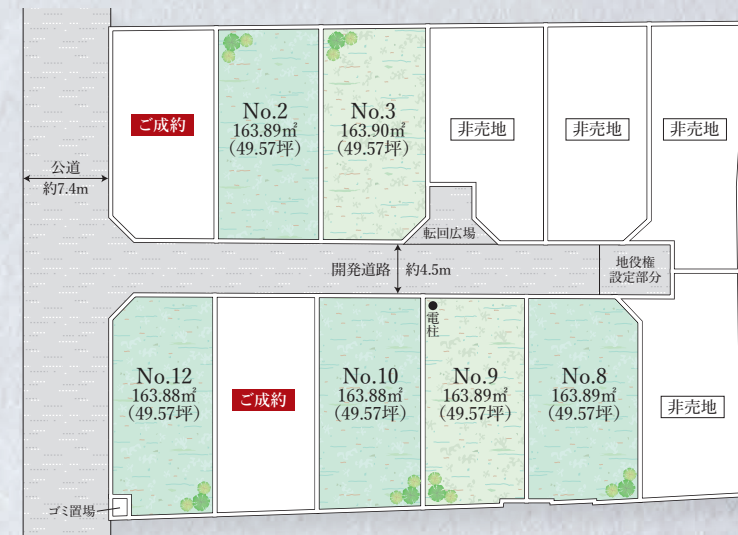 ご成約
No.2
163.89㎡
(49.57坪)
No.3
163.90㎡
(49.57坪)
非売地
非売地
非売地
公道
約7.4m
転回広場
開発道路
約4.5m
地役権
設定部分
No.12
163.88㎡
(49.57坪)
ご成約
No.10
163.88㎡
(49.57坪)
電柱
No.9
163.89㎡
(49.57坪)
No.8
163.89㎡
(49.57坪)
非売地
ゴミ置場